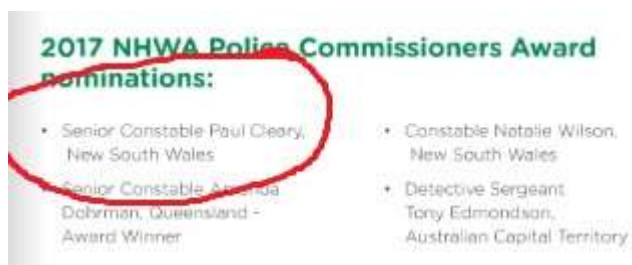 2017 NHWA Police Commissioners Award
nominations:
• Senior Constable Paul Cleary,
New South Wales
• Senior Constable Amanda
Dohrman, Queensland -
Award Winner
• Constable Natalie Wilson,
New South Wales
• Detective Sergeant
Tony Edmondson,
Australian Capital Territory